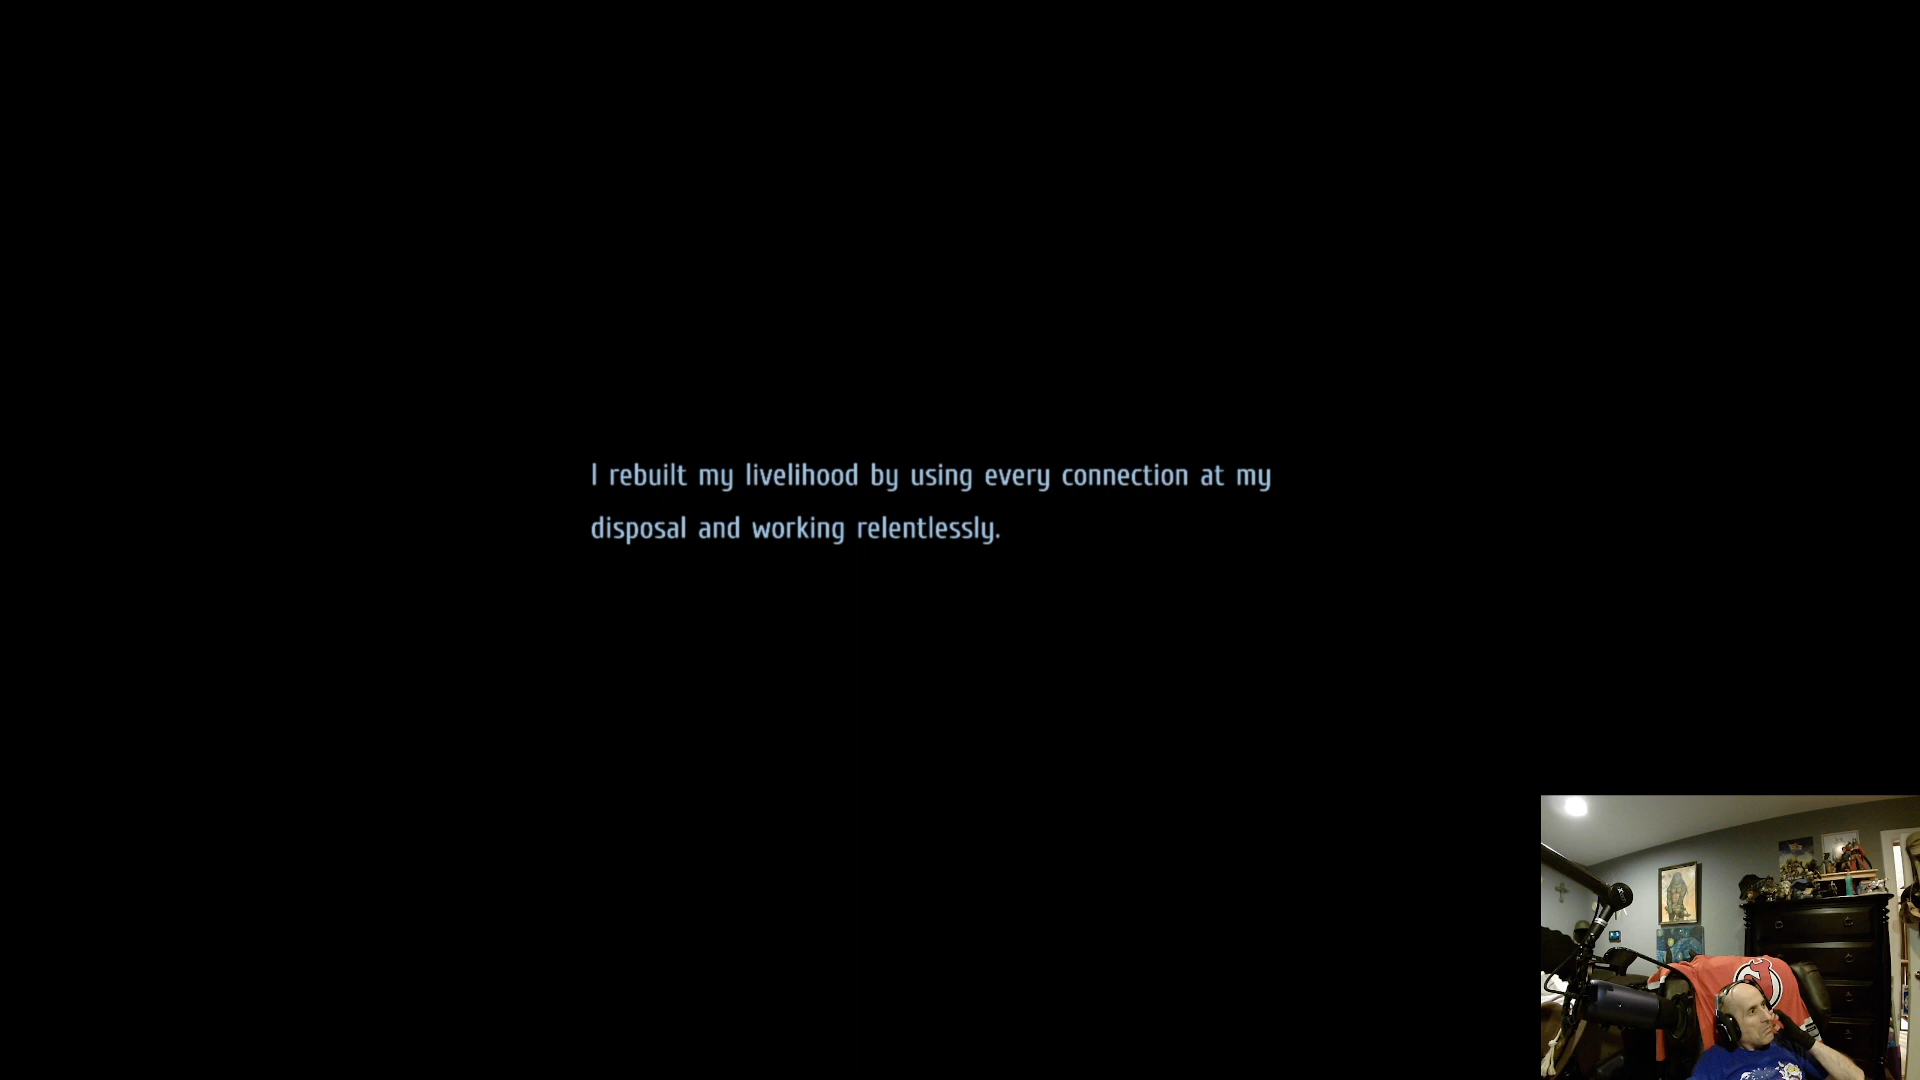 I rebuilt my livelihood by using every connection at my
disposal and working relentlessly.